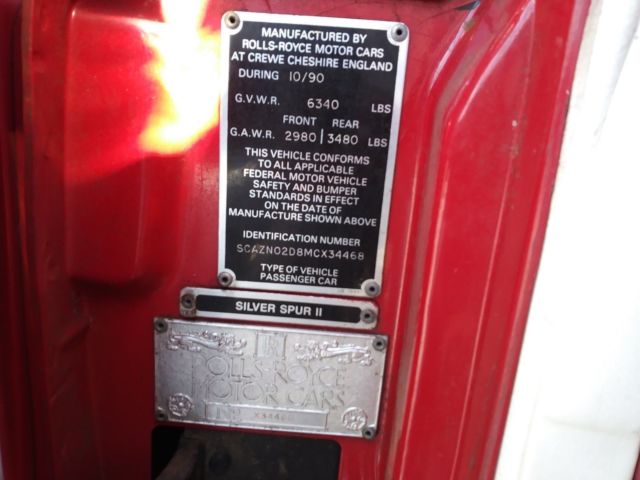 MANUFACTURED BY
ROLLS-ROYCE MOTOR CARS
AT CREWE CHESHIRE ENGLAND
DURING 10/90
G.V.W.R. 6340 LBS
FRONT REAR
G.A.W.R. 2980 | 3480 LBS
THIS VEHICLE CONFORMS
TO ALL APPLICABLE
FEDERAL MOTOR VEHICLE
SAFETY AND BUMPER
STANDARDS IN EFFECT
ON THE DATE OF
MANUFACTURE SHOWN ABOVE
IDENTIFICATION NUMBER
SCAZN02D8MCX34468
TYPE OF VEHICLE
PASSENGER CAR
SILVER SPUR II
ROLLS-ROYCE
MOTOR CARS